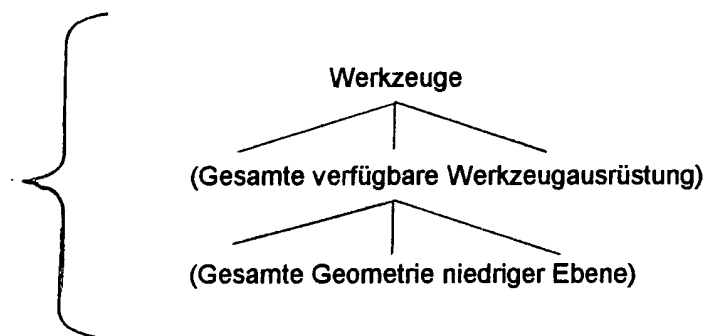 Werkzeuge
(Gesamte verfügbare Werkzeugausrüstung)
(Gesamte Geometrie niedriger Ebene)